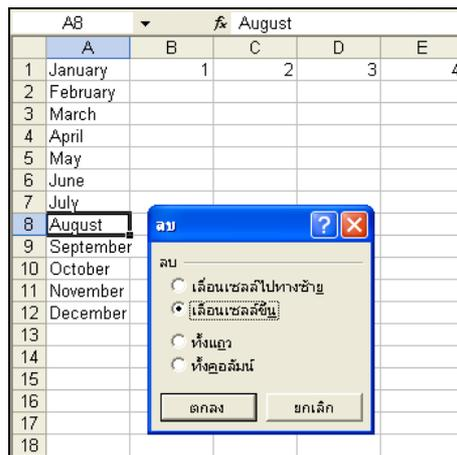 A8 fx August
A B C D E
1 January 1 2 3 4
2 February
3 March
4 April
5 May
6 June
7 July
8 August
9 September
10 October
11 November
12 December
13
14
15
16
17
18
ลบ
ลบ
เลื่อนเซลล์ไปทางซ้าย
เลื่อนเซลล์ขึ้น
ทั้งแถว
ทั้งคอลัมน์
ตกลง ยกเลิก